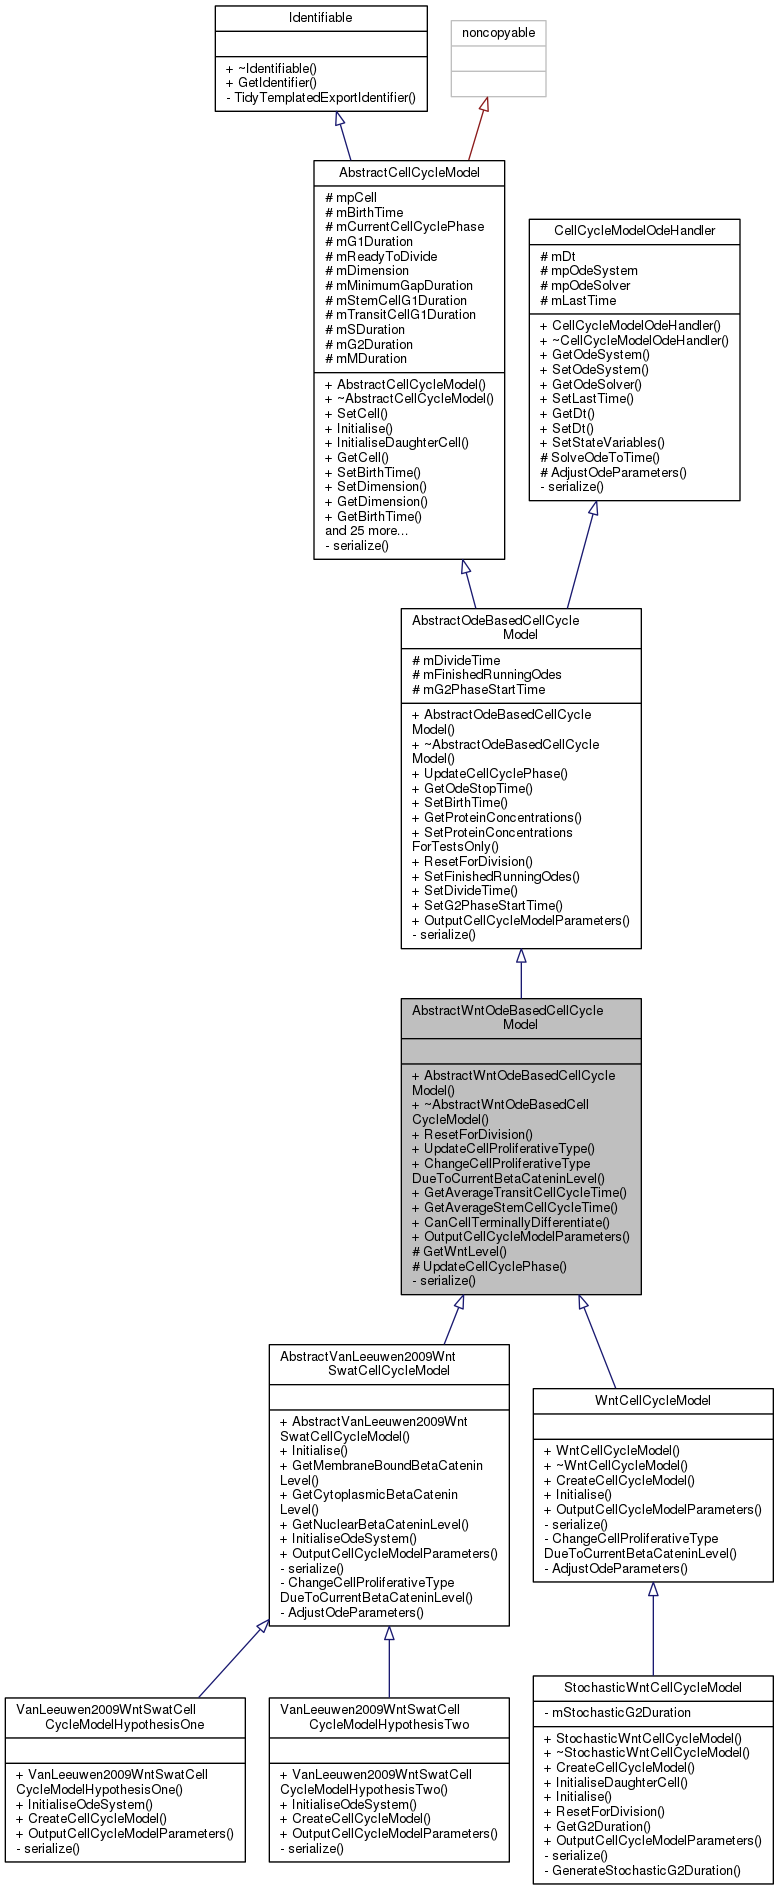 Identifiable
+ ~Identifiable()
+ GetIdentifier()
- TidyTemplatedExportIdentifier()
noncopyable
AbstractCellCycleModel
# mpCell
# mBirthTime
# mCurrentCellCyclePhase
# mG1Duration
# mReadyToDivide
# mDimension
# mMinimumGapDuration
# mStemCellG1Duration
# mTransitCellG1Duration
# mSDuration
# mG2Duration
# mMDuration
+ AbstractCellCycleModel()
+ ~AbstractCellCycleModel()
+ SetCell()
+ Initialise()
+ InitialiseDaughterCell()
+ GetCell()
+ SetBirthTime()
+ SetDimension()
+ GetDimension()
+ GetBirthTime()
and 25 more...
- serialize()
CellCycleModelOdeHandler
# mDt
# mpOdeSystem
# mpOdeSolver
# mLastTime
+ CellCycleModelOdeHandler()
+ ~CellCycleModelOdeHandler()
+ GetOdeSystem()
+ SetOdeSystem()
+ GetOdeSolver()
+ SetLastTime()
+ GetDt()
+ SetDt()
+ SetStateVariables()
# SolveOdeToTime()
# AdjustOdeParameters()
- serialize()
AbstractOdeBasedCellCycle
Model
# mDivideTime
# mFinishedRunningOdes
# mG2PhaseStartTime
+ AbstractOdeBasedCellCycle
Model()
+ ~AbstractOdeBasedCellCycle
Model()
+ UpdateCellCyclePhase()
+ GetOdeStopTime()
+ SetBirthTime()
+ GetProteinConcentrations()
+ SetProteinConcentrations
ForTestsOnly()
+ ResetForDivision()
+ SetFinishedRunningOdes()
+ SetDivideTime()
+ SetG2PhaseStartTime()
+ OutputCellCycleModelParameters()
- serialize()
AbstractWntOdeBasedCellCycle
Model
+ AbstractWntOdeBasedCellCycle
Model()
+ ~AbstractWntOdeBasedCell
CycleModel()
+ ResetForDivision()
+ UpdateCellProliferativeType()
+ ChangeCellProliferativeType
DueToCurrentBetaCateninLevel()
+ GetAverageTransitCellCycleTime()
+ GetAverageStemCellCycleTime()
+ CanCellTerminallyDifferentiate()
+ OutputCellCycleModelParameters()
# GetWntLevel()
# UpdateCellCyclePhase()
- serialize()
AbstractVanLeeuwen2009Wnt
SwatCellCycleModel
+ AbstractVanLeeuwen2009Wnt
SwatCellCycleModel()
+ Initialise()
+ GetMembraneBoundBetaCatenin
Level()
+ GetCytoplasmicBetaCatenin
Level()
+ GetNuclearBetaCateninLevel()
+ InitialiseOdeSystem()
+ OutputCellCycleModelParameters()
- serialize()
- ChangeCellProliferativeType
DueToCurrentBetaCateninLevel()
- AdjustOdeParameters()
WntCellCycleModel
+ WntCellCycleModel()
+ ~WntCellCycleModel()
+ CreateCellCycleModel()
+ Initialise()
+ OutputCellCycleModelParameters()
- serialize()
- ChangeCellProliferativeType
DueToCurrentBetaCateninLevel()
- AdjustOdeParameters()
VanLeeuwen2009WntSwatCell
CycleModelHypothesisOne
+ VanLeeuwen2009WntSwatCell
CycleModelHypothesisOne()
+ InitialiseOdeSystem()
+ CreateCellCycleModel()
+ OutputCellCycleModelParameters()
- serialize()
VanLeeuwen2009WntSwatCell
CycleModelHypothesisTwo
+ VanLeeuwen2009WntSwatCell
CycleModelHypothesisTwo()
+ InitialiseOdeSystem()
+ CreateCellCycleModel()
+ OutputCellCycleModelParameters()
- serialize()
StochasticWntCellCycleModel
- mStochasticG2Duration
+ StochasticWntCellCycleModel()
+ ~StochasticWntCellCycleModel()
+ CreateCellCycleModel()
+ InitialiseDaughterCell()
+ Initialise()
+ ResetForDivision()
+ GetG2Duration()
+ OutputCellCycleModelParameters()
- serialize()
- GenerateStochasticG2Duration()